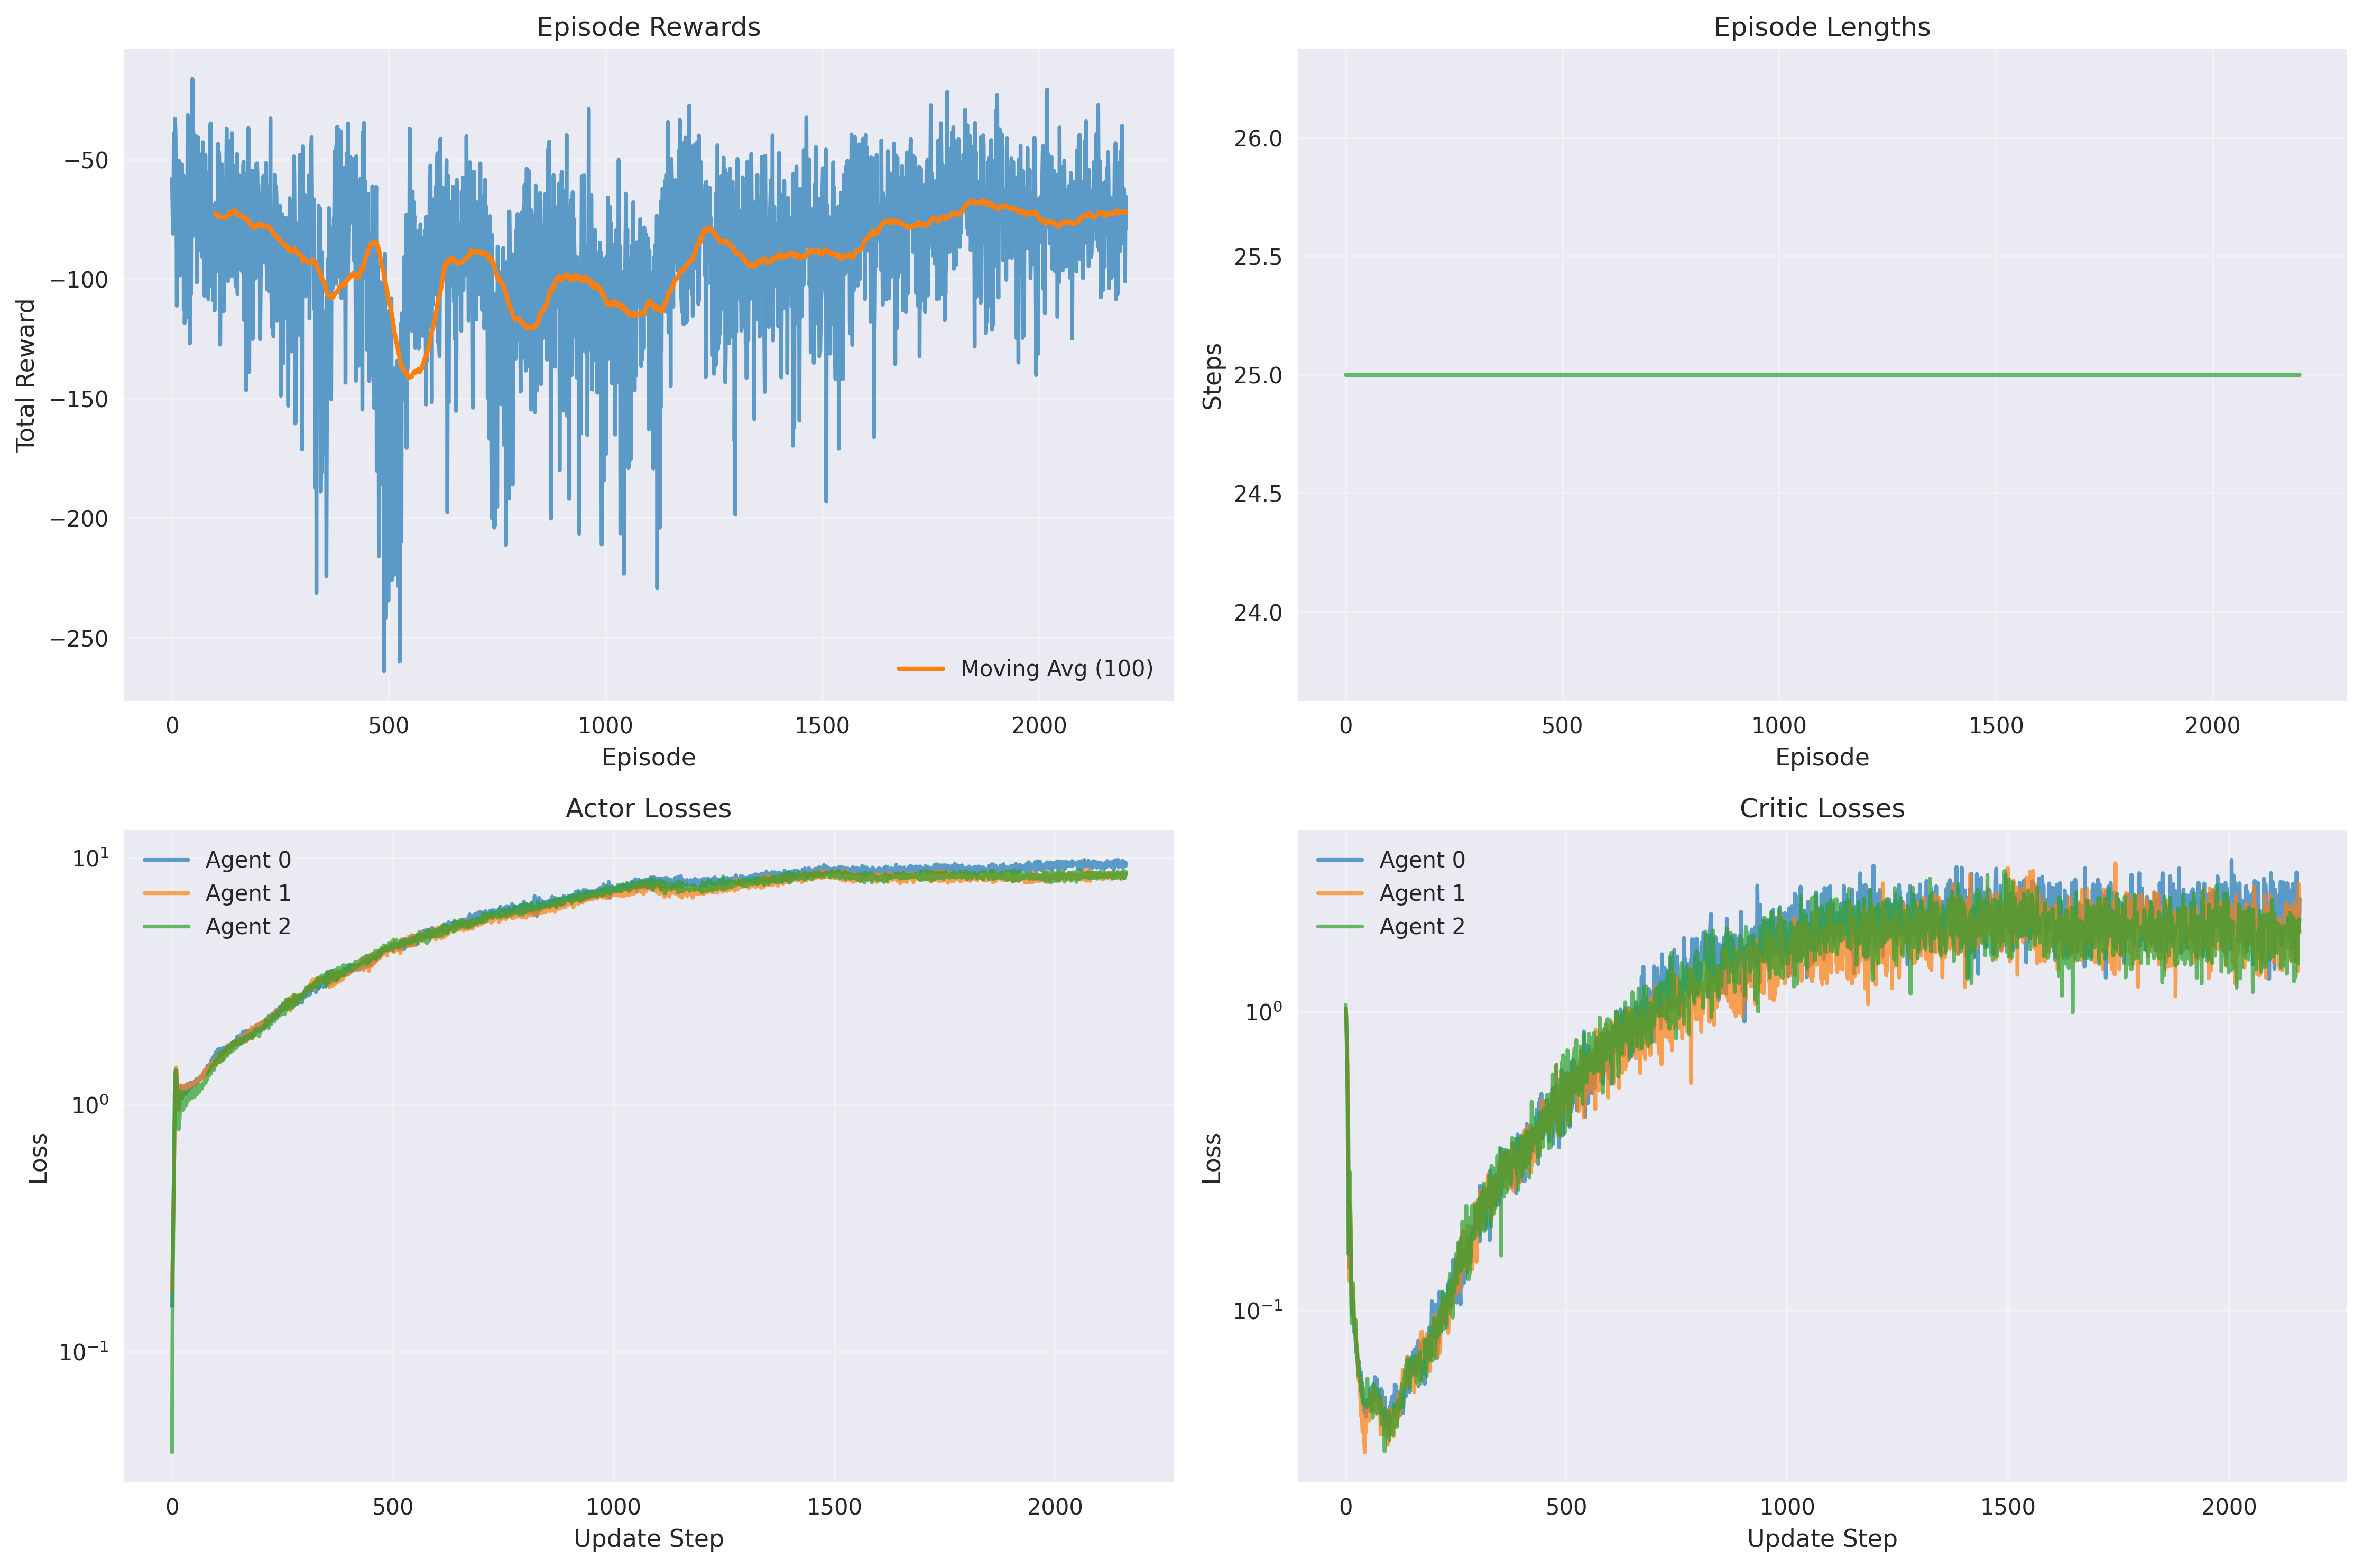 Episode Rewards
Total Reward
−50
−100
−150
−200
−250
Moving Avg (100)
0 500 1000 1500 2000
Episode
Episode Lengths
Steps
26.0
25.5
25.0
24.5
24.0
0 500 1000 1500 2000
Episode
Actor Losses
Loss
10¹
10⁰
10⁻¹
Agent 0
Agent 1
Agent 2
0 500 1000 1500 2000
Update Step
Critic Losses
Loss
10⁰
10⁻¹
Agent 0
Agent 1
Agent 2
0 500 1000 1500 2000
Update Step